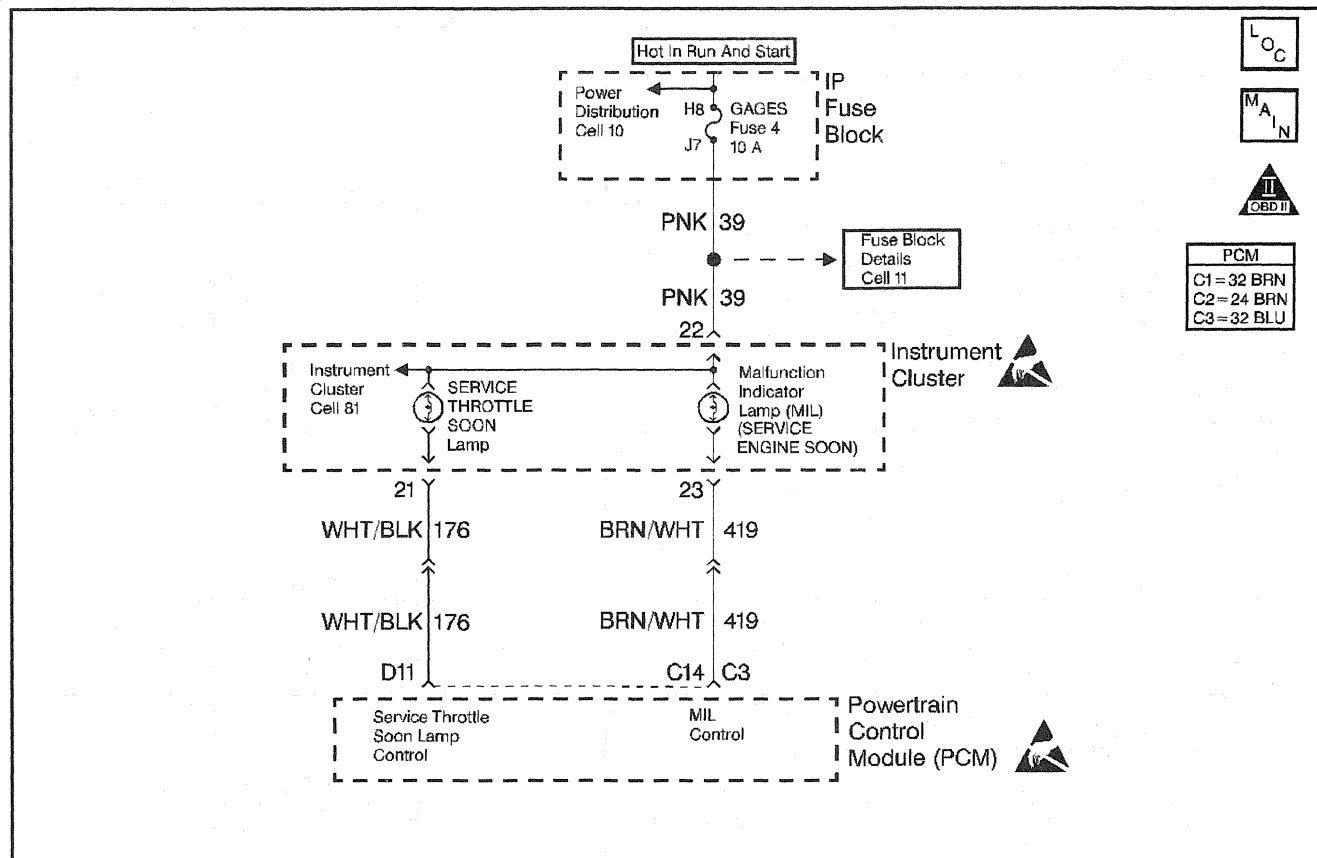 Hot In Run And Start
Power
Distribution
Cell 10
H8
J7
GAGES
Fuse 4
10 A
IP
Fuse
Block
LOC
MAIN
II
OBD II
PCM
C1=32 BRN
C2=24 BRN
C3=32 BLU
PNK 39
Fuse Block
Details
Cell 11
PNK 39
22
Instrument
Cluster
Cell 81
SERVICE
THROTTLE
SOON
Lamp
Malfunction
Indicator
Lamp (MIL)
(SERVICE
ENGINE SOON)
Instrument
Cluster
21
23
WHT/BLK 176
BRN/WHT 419
WHT/BLK 176
BRN/WHT 419
D11
C14 C3
Service Throttle
Soon Lamp
Control
MIL
Control
Powertrain
Control
Module (PCM)